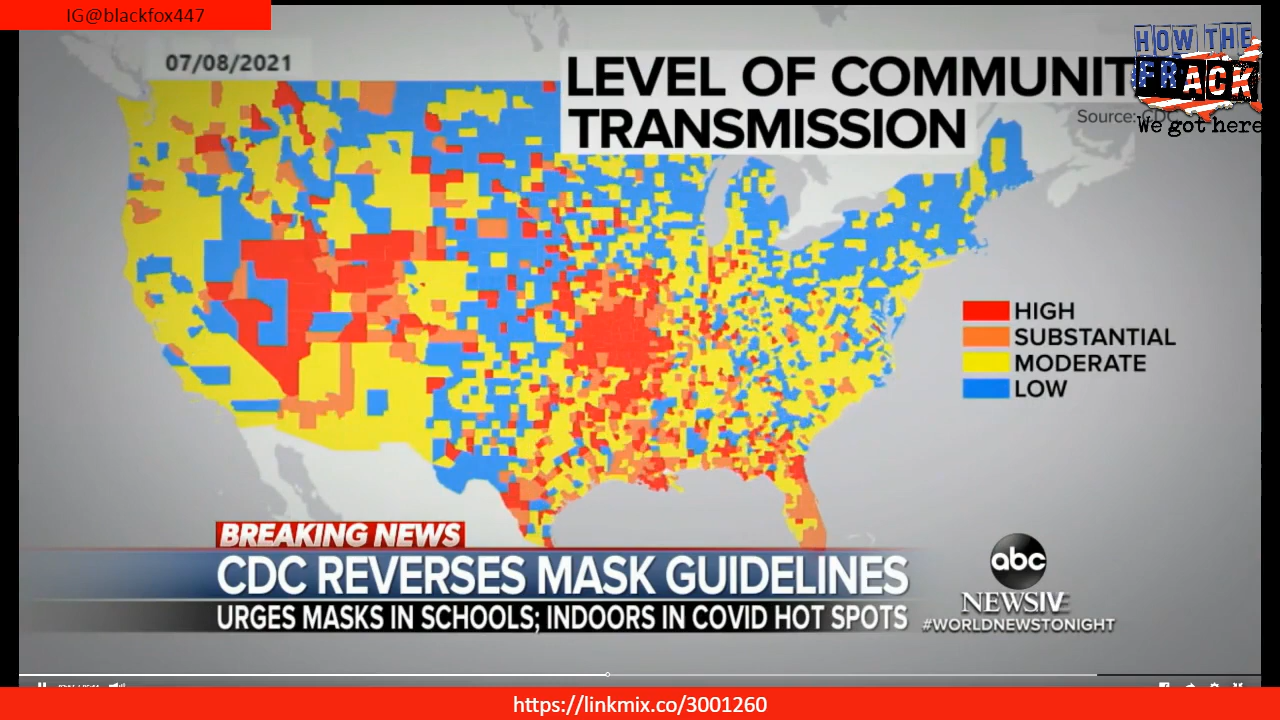 IG@blackfox447
07/08/2021
LEVEL OF COMMUNIT
TRANSMISSION
Source: CDC
HOW THE
FRACK
We got here
HIGH
SUBSTANTIAL
MODERATE
LOW
BREAKING NEWS
CDC REVERSES MASK GUIDELINES
URGES MASKS IN SCHOOLS; INDOORS IN COVID HOT SPOTS
abc
NEWSIV
#WORLDNEWSTONIGHT
https://linkmix.co/3001260